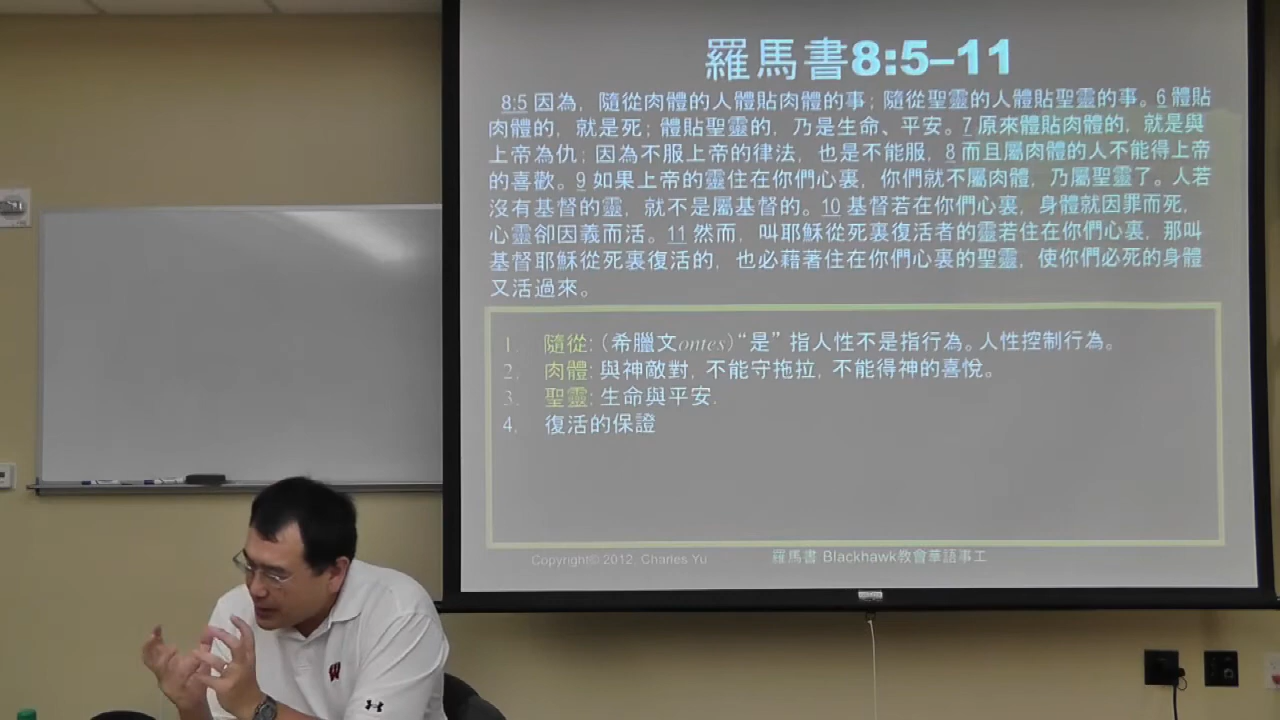 羅馬書8:5–11
8:5 因為，隨從肉體的人體貼肉體的事；隨從聖靈的人體貼聖靈的事。6 體貼
肉體的，就是死；體貼聖靈的，乃是生命、平安。7 原來體貼肉體的，就是與
上帝為仇；因為不服上帝的律法，也是不能服，8 而且屬肉體的人不能得上帝
的喜歡。9 如果上帝的靈住在你們心裏，你們就不屬肉體，乃屬聖靈了。人若
沒有基督的靈，就不是屬基督的。10 基督若在你們心裏，身體就因罪而死，
心靈卻因義而活。11 然而，叫耶穌從死裏復活者的靈若住在你們心裏，那叫
基督耶穌從死裏復活的，也必藉著住在你們心裏的聖靈，使你們必死的身體
又活過來。
1. 隨從: (希臘文ontes)“是” 指人性不是指行為。人性控制行為。
2. 肉體: 與神敵對，不能守拖拉，不能得神的喜悅。
3. 聖靈: 生命與平安.
4. 復活的保證
Copyright© 2012, Charles Yu 羅馬書 Blackhawk教會華語事工
W